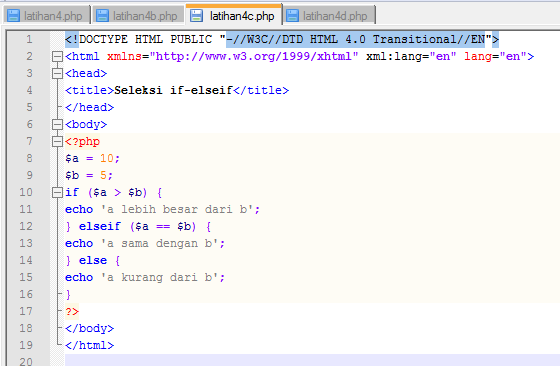 latihan4.php latihan4b.php latihan4c.php latihan4d.php
1 <!DOCTYPE HTML PUBLIC "-//W3C//DTD HTML 4.0 Transitional//EN">
2 <html xmlns="http://www.w3.org/1999/xhtml" xml:lang="en" lang="en">
3 <head>
4 <title>Seleksi if-elseif</title>
5 </head>
6 <body>
7 <?php
8 $a = 10;
9 $b = 5;
10 if ($a > $b) {
11 echo 'a lebih besar dari b';
12 } elseif ($a == $b) {
13 echo 'a sama dengan b';
14 } else {
15 echo 'a kurang dari b';
16 }
17 ?>
18 </body>
19 </html>
20